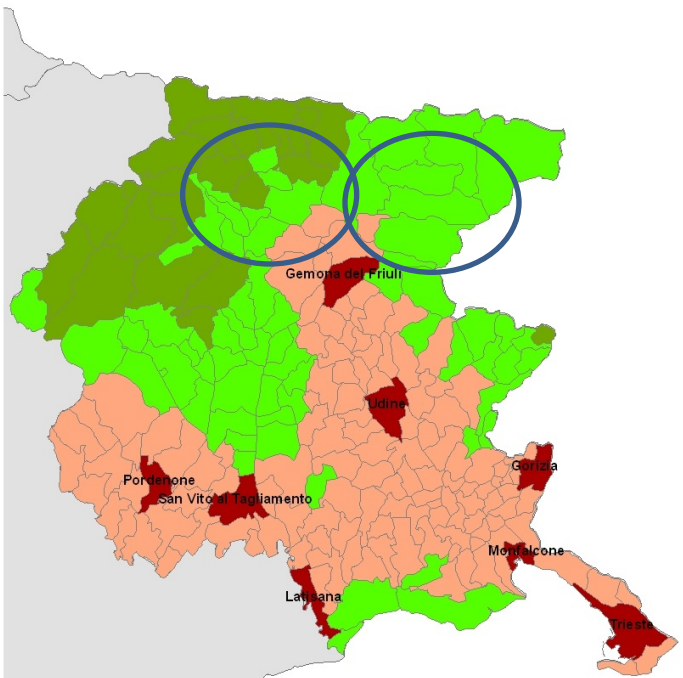 Gemona del Friuli
Udine
Gorizia
Pordenone
San Vito al Tagliamento
Monfalcone
Latisana
Trieste